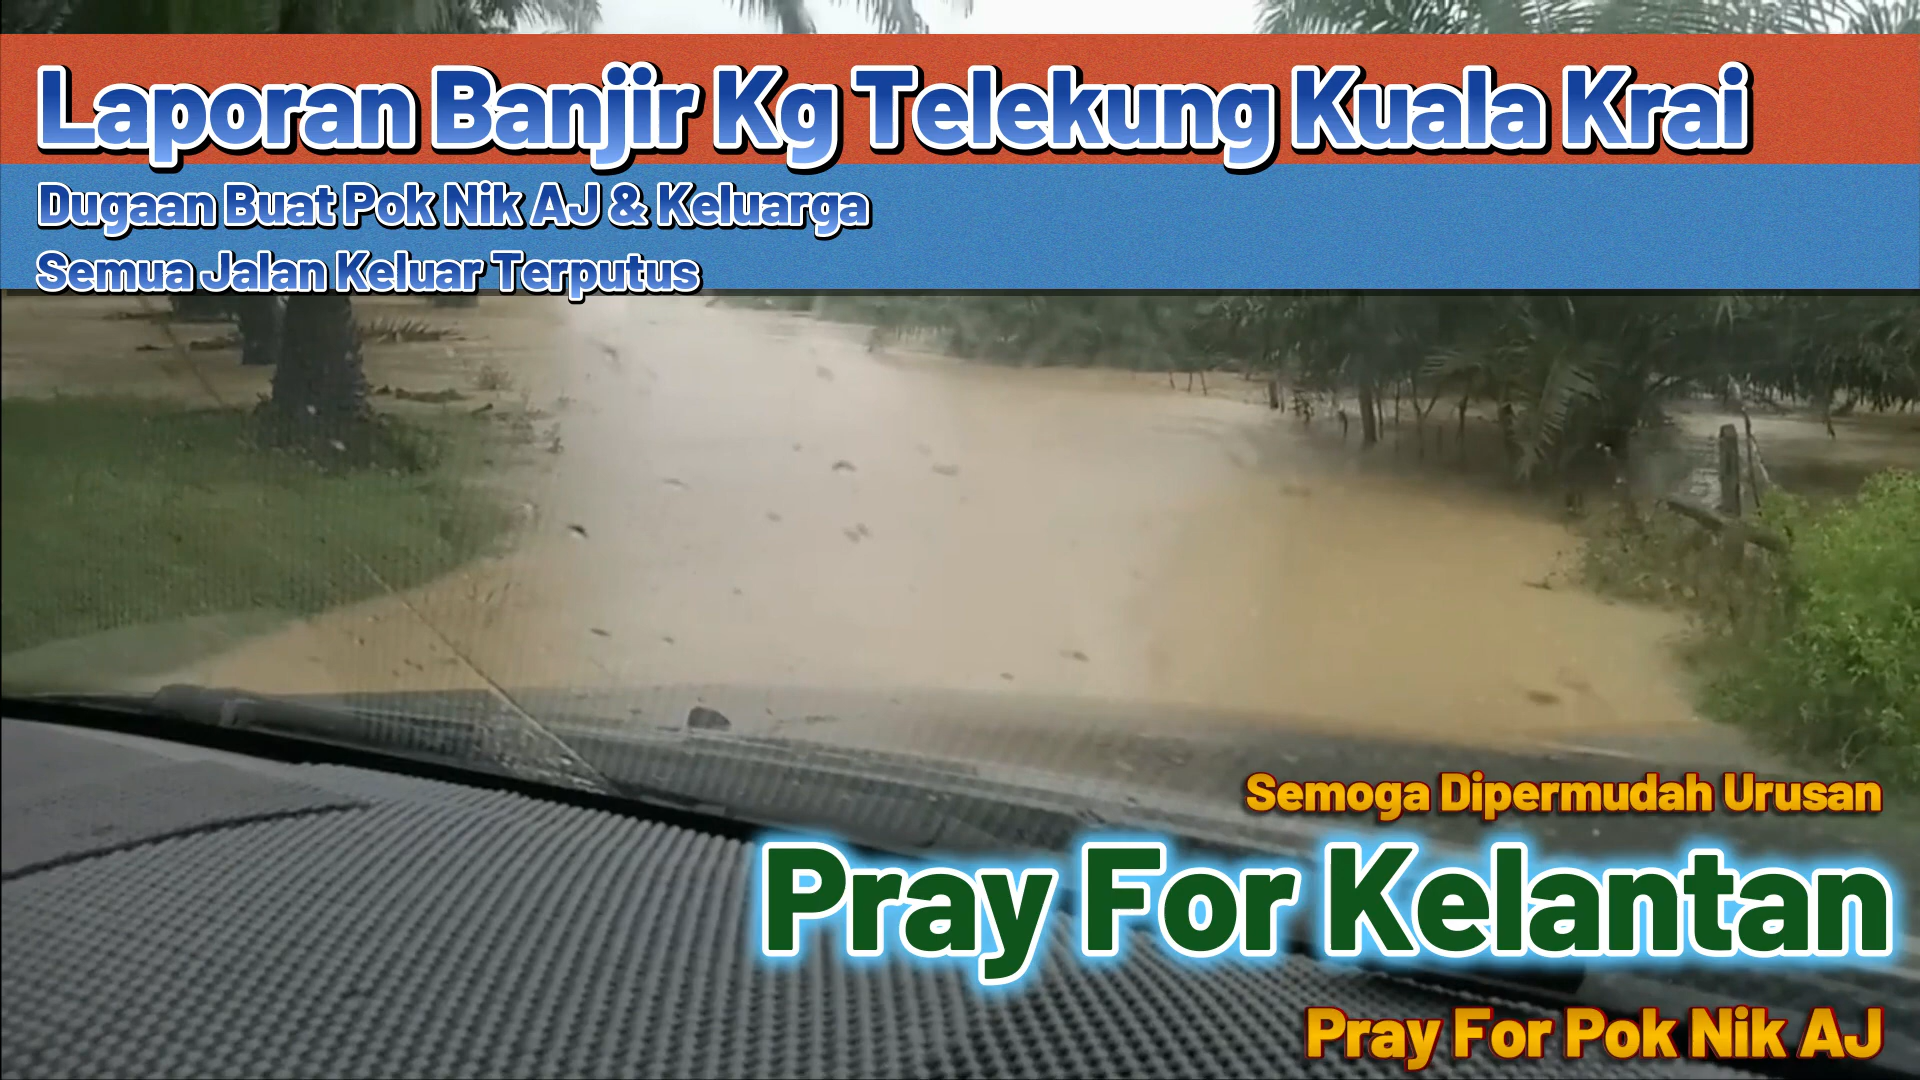 Laporan Banjir Kg Telekung Kuala Krai
Dugaan Buat Pok Nik AJ & Keluarga
Semua Jalan Keluar Terputus
Semoga Dipermudah Urusan
Pray For Kelantan
Pray For Pok Nik AJ